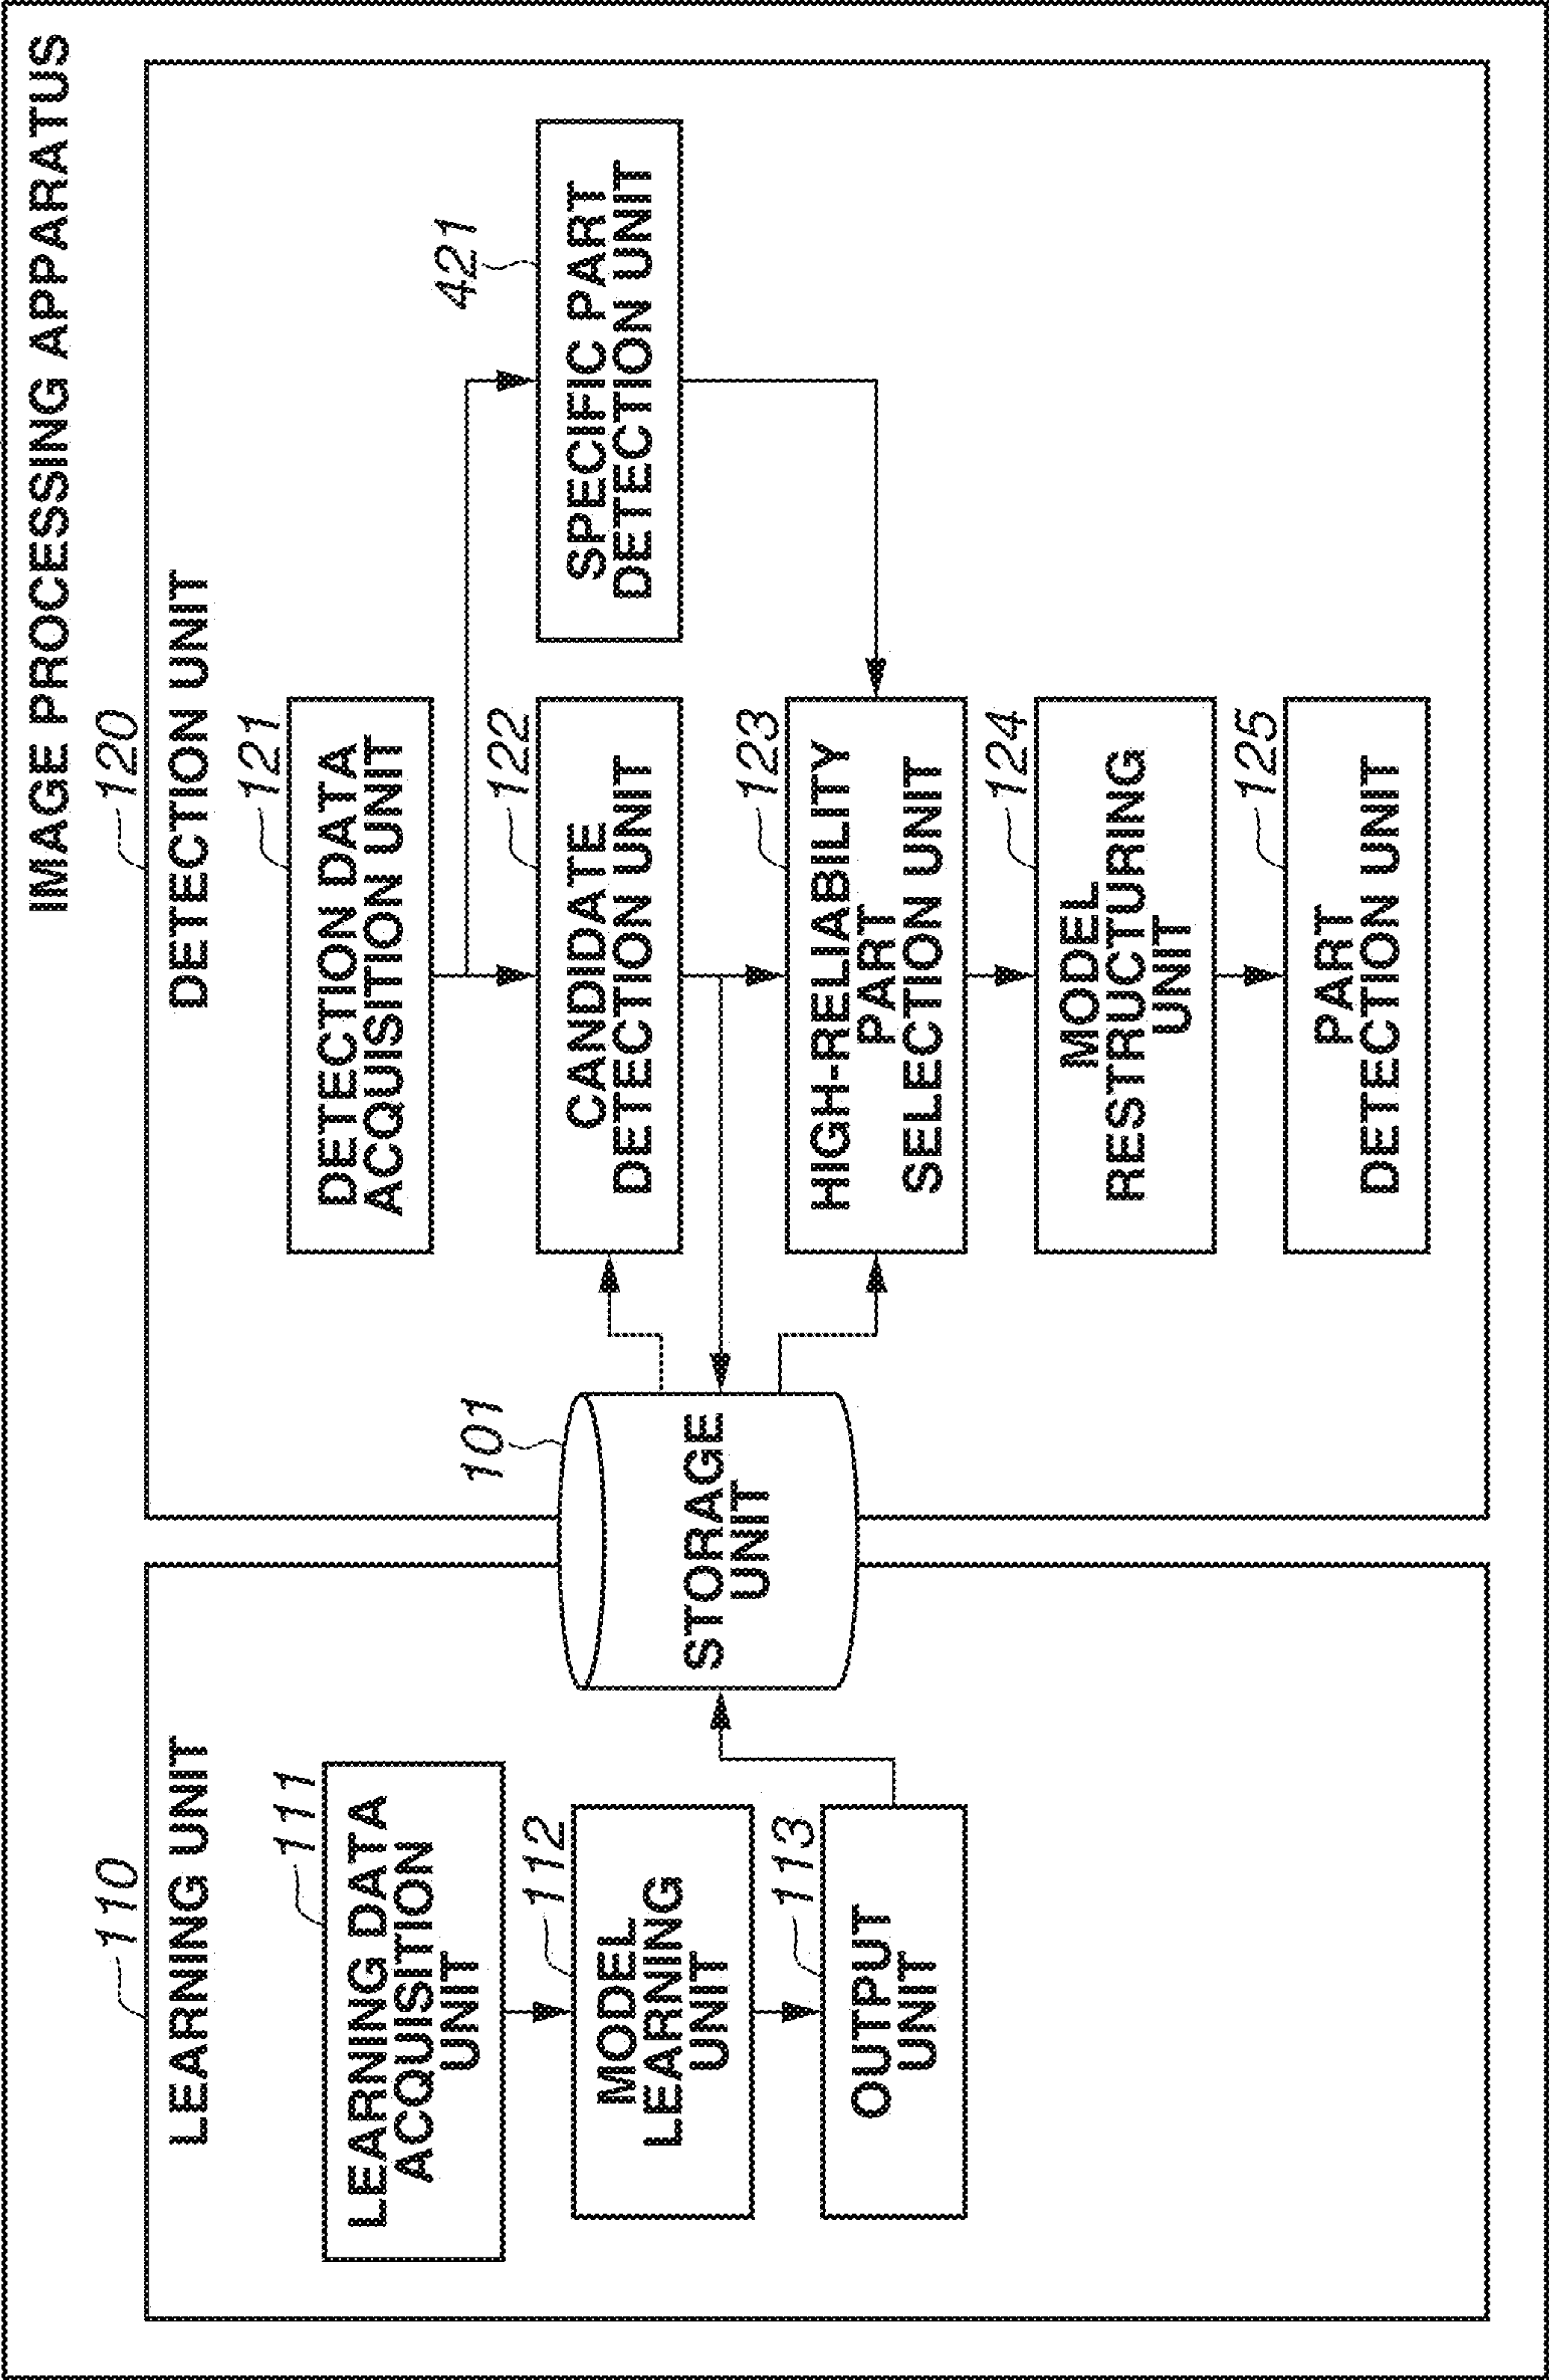 IMAGE PROCESSING APPARATUS
110
LEARNING UNIT
111
LEARNING DATA
ACQUISITION
UNIT
112
MODEL
LEARNING
UNIT
113
OUTPUT
UNIT
101
STORAGE
UNIT
120
DETECTION UNIT
121
DETECTION DATA
ACQUISITION UNIT
122
CANDIDATE
DETECTION UNIT
123
HIGH-RELIABILITY
PART
SELECTION UNIT
124
MODEL
RESTRUCTURING
UNIT
125
PART
DETECTION UNIT
421
SPECIFIC PART
DETECTION UNIT